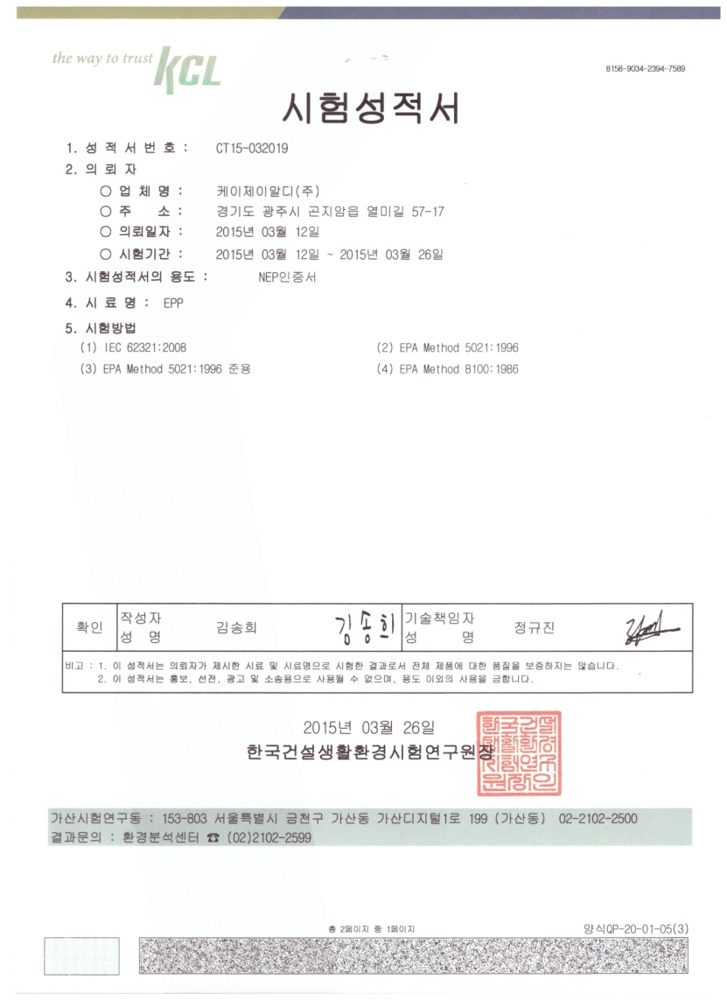 the way to trust KCL
8158-9034-2394-7589
시험성적서
1. 성 적 서 번 호 : CT15-032019
2. 의 뢰 자
○ 업 체 명 : 케이제이알디(주)
○ 주 소 : 경기도 광주시 곤지암읍 열미길 57-17
○ 의뢰일자 : 2015년 03월 12일
○ 시험기간 : 2015년 03월 12일 ~ 2015년 03월 26일
3. 시험성적서의 용도 : NEP인증서
4. 시 료 명 : EPP
5. 시험방법
(1) IEC 62321:2008 (2) EPA Method 5021:1996
(3) EPA Method 5021:1996 준용 (4) EPA Method 8100:1986
확인 작성자 성 명 김송희 김송희 기술책임자 성 명 정규진
비고 : 1. 이 성적서는 의뢰자가 제시한 시료 및 시료명으로 시험한 결과로서 전체 제품에 대한 품질을 보증하지는 않습니다.
2. 이 성적서는 홍보, 선전, 광고 및 소송용으로 사용될 수 없으며, 용도 이외의 사용을 금합니다.
2015년 03월 26일
한국건설생활환경시험연구원장
가산시험연구동 : 153-803 서울특별시 금천구 가산동 가산디지털1로 199 (가산동) 02-2102-2500
결과문의 : 환경분석센터 ☎ (02)2102-2599
총 2페이지 중 1페이지
양식QP-20-01-05(3)